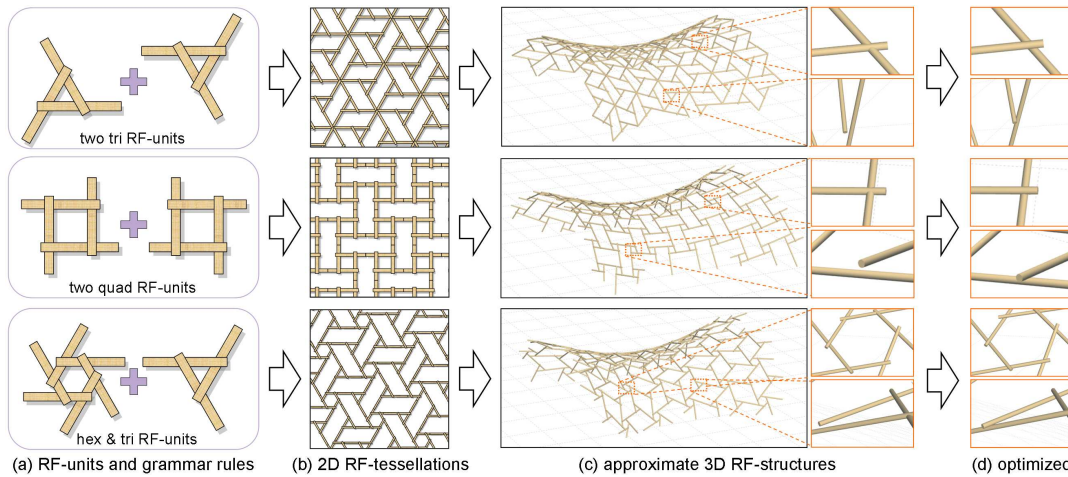 two tri RF-units
two quad RF-units
hex & tri RF-units
(a) RF-units and grammar rules
(b) 2D RF-tessellations
(c) approximate 3D RF-structures
(d) optimized